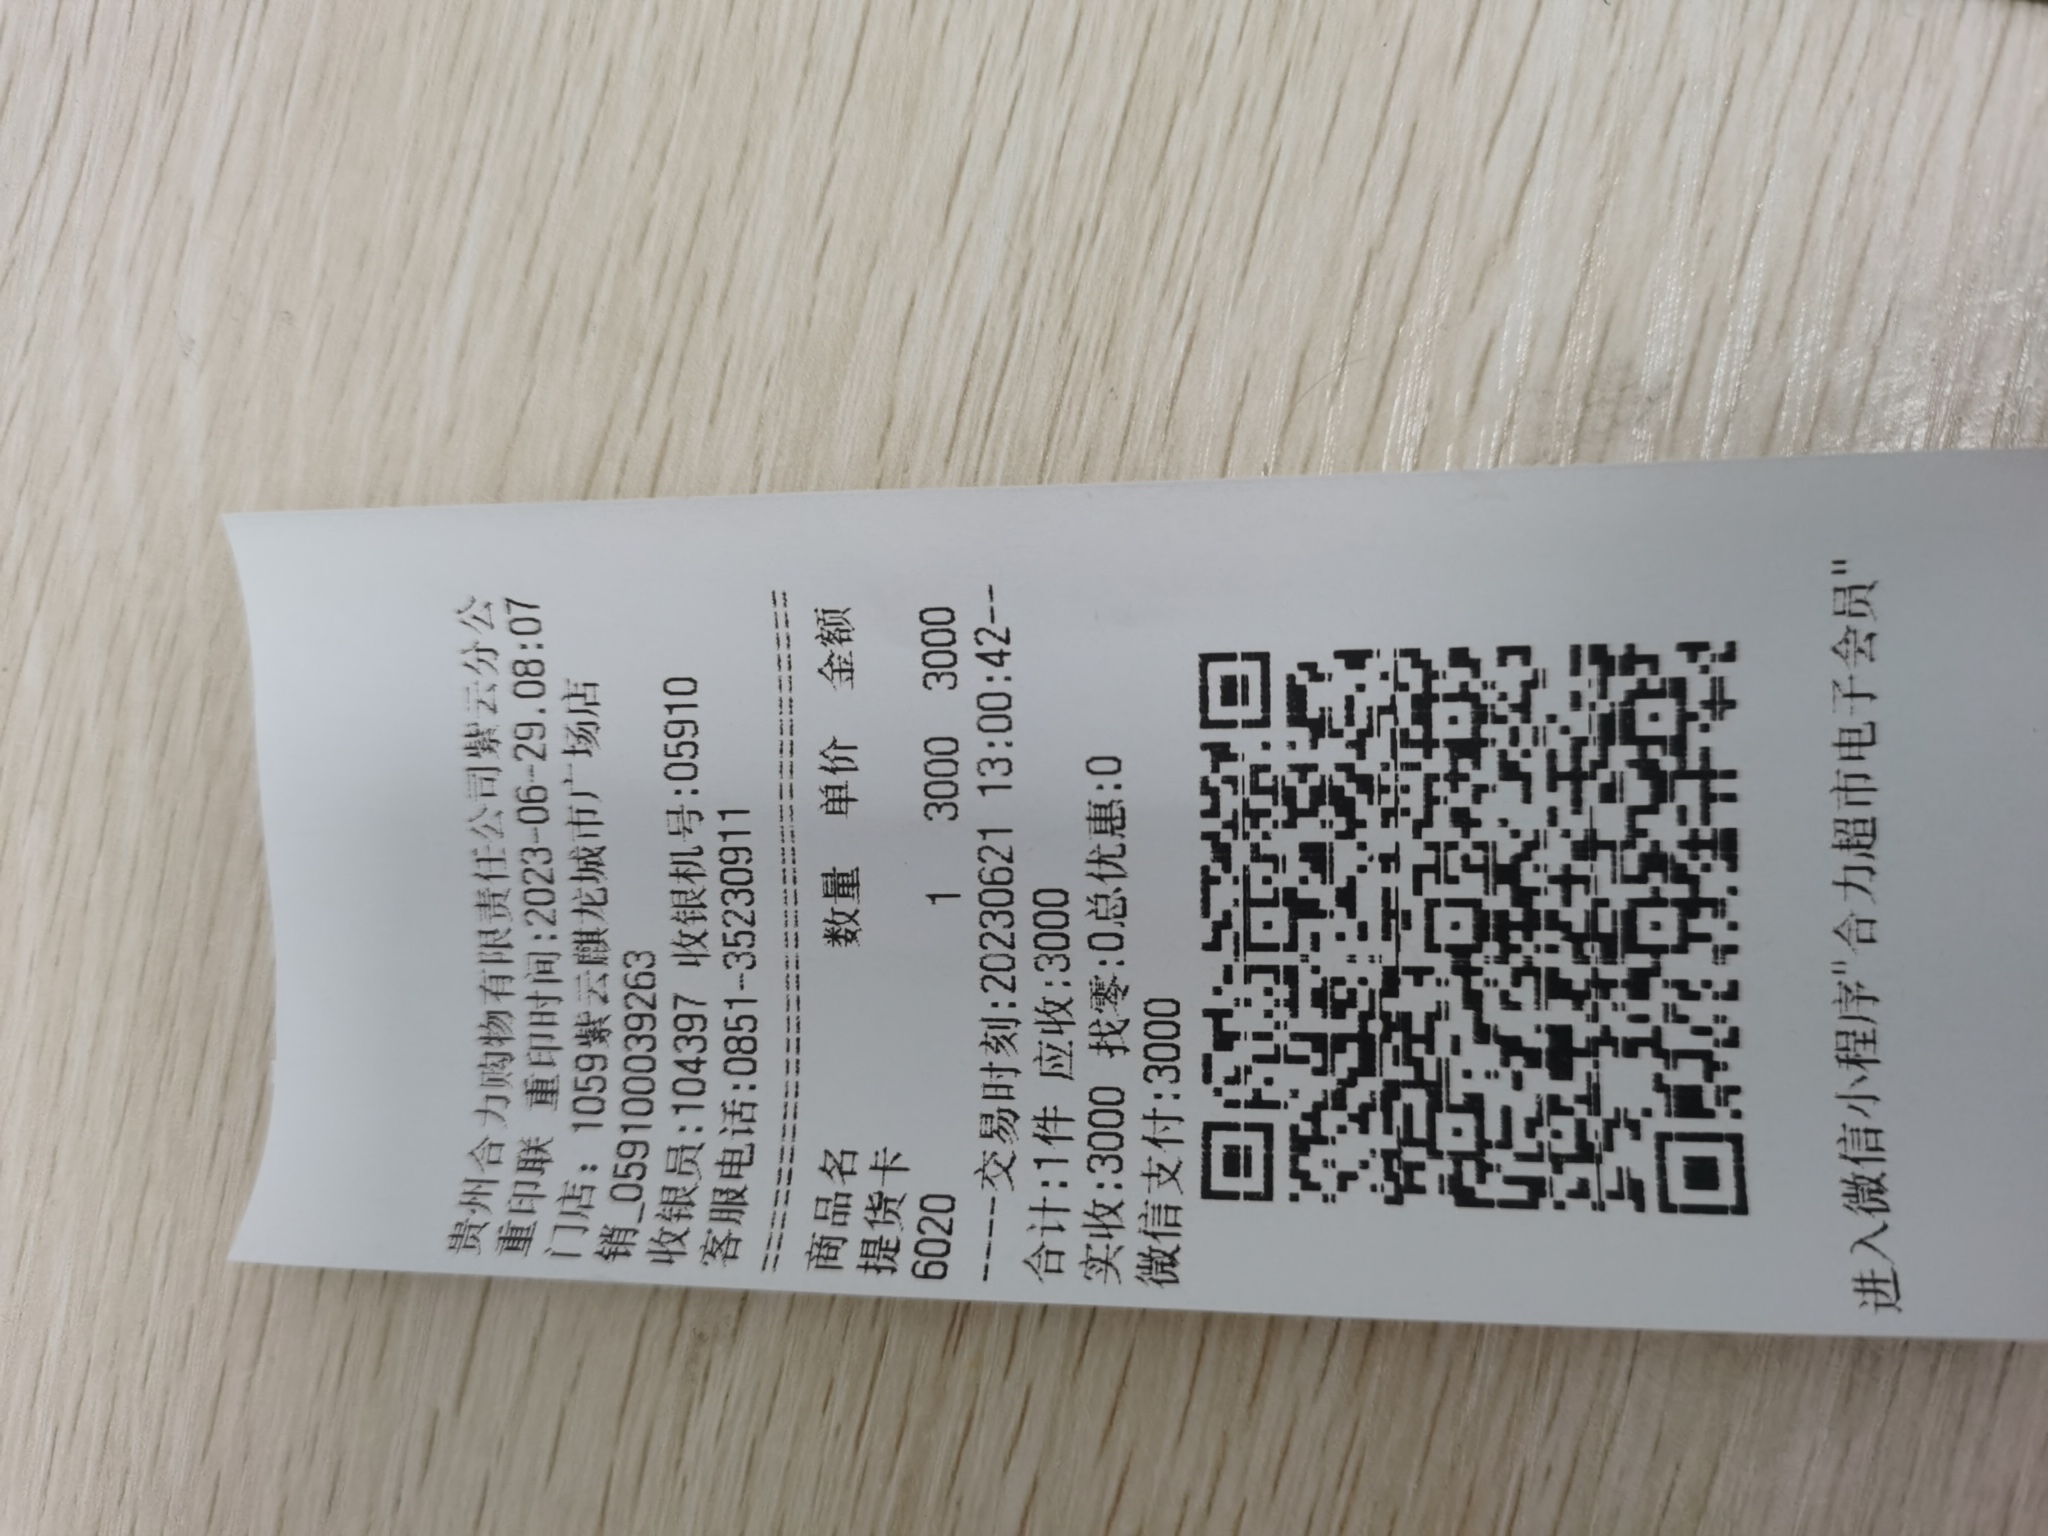 贵州合力购物有限责任公司紫云分公
重印联 重印时间:2023-06-29.08:07
门店: 1059紫云麒龙城市广场店
销_0591000039263
收银员:104397 收银机号:05910
客服电话:0851-35230911
==========================================
商品名 数量 单价 金额
提货卡
6020 1 3000 3000
----交易时刻:20230621 13:00:42--
合计:1件 应收:3000
实收:3000 找零:0总优惠:0
微信支付:3000
进入微信小程序"合力超市电子会员"